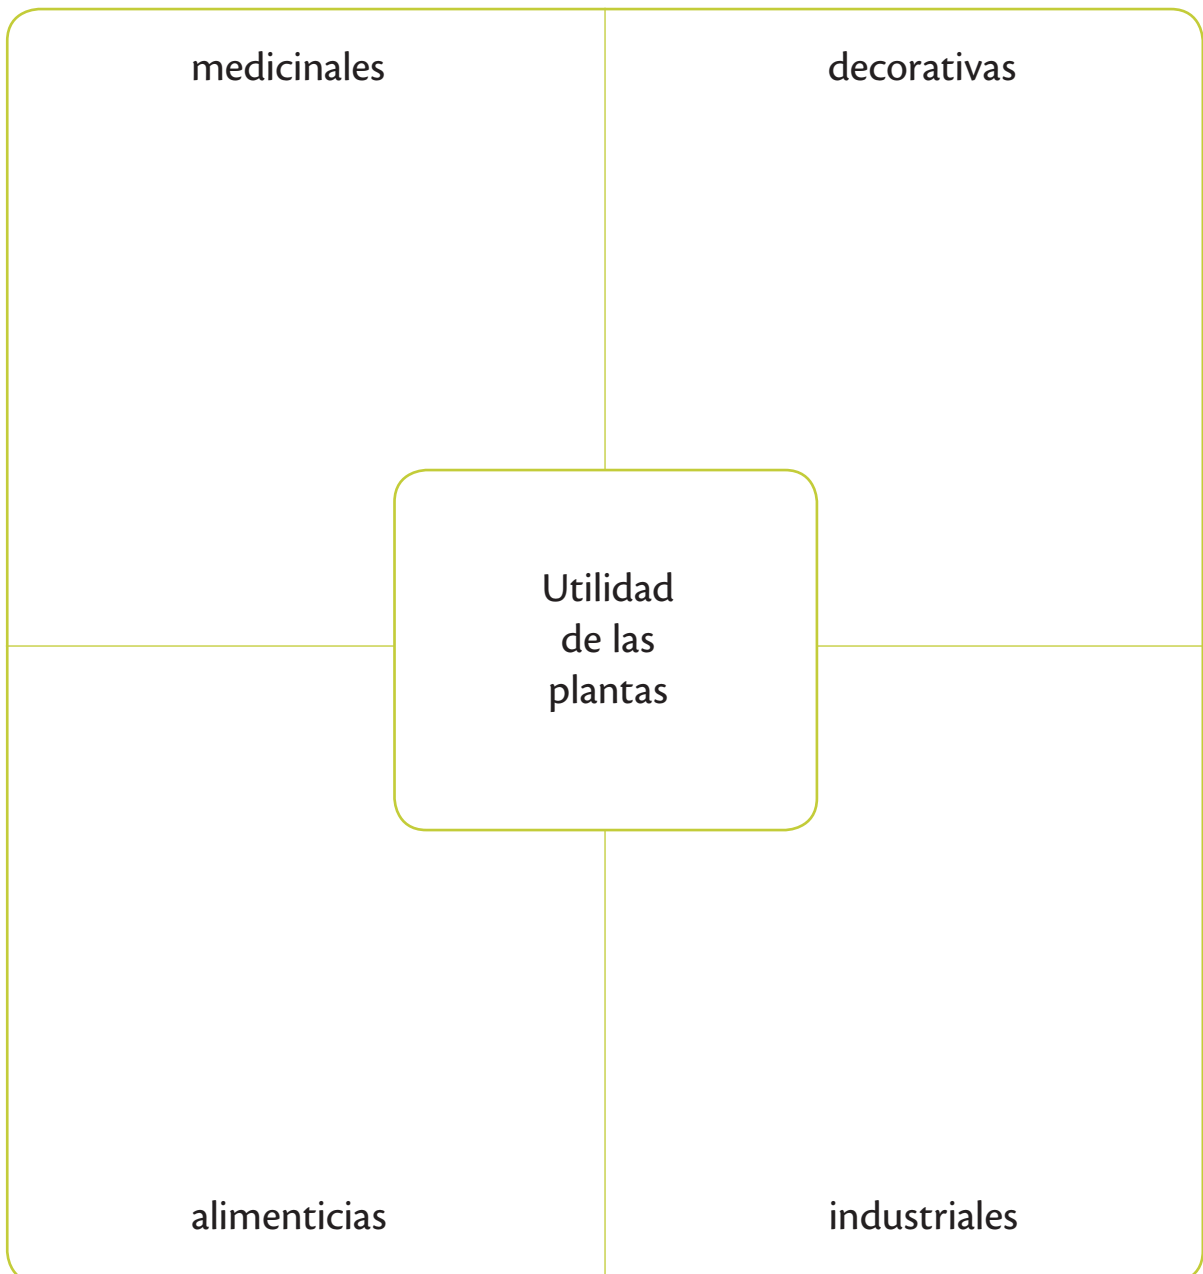 medicinales
decorativas
Utilidad
de las
plantas
alimenticias
industriales